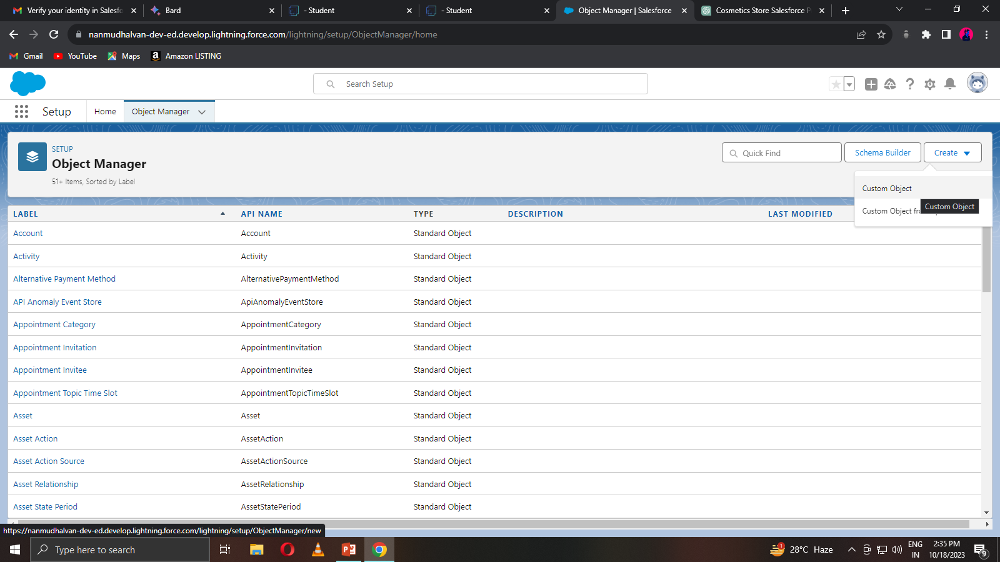 Verify your identity in Salesfo
Bard
- Student
- Student
Object Manager | Salesforce
Cosmetics Store Salesforce P
nanmudhalvan-dev-ed.develop.lightning.force.com/lightning/setup/ObjectManager/home
Gmail
YouTube
Maps
Amazon LISTING
Search Setup
Setup
Home
Object Manager
SETUP
Object Manager
51+ Items, Sorted by Label
Quick Find
Schema Builder
Create
Custom Object
Custom Object
LABEL API NAME TYPE DESCRIPTION LAST MODIFIED
Account Account Standard Object
Activity Activity Standard Object
Alternative Payment Method AlternativePaymentMethod Standard Object
API Anomaly Event Store ApiAnomalyEventStore Standard Object
Appointment Category AppointmentCategory Standard Object
Appointment Invitation AppointmentInvitation Standard Object
Appointment Invitee AppointmentInvitee Standard Object
Appointment Topic Time Slot AppointmentTopicTimeSlot Standard Object
Asset Asset Standard Object
Asset Action AssetAction Standard Object
Asset Action Source AssetActionSource Standard Object
Asset Relationship AssetRelationship Standard Object
Asset State Period AssetStatePeriod Standard Object
Custom Object
https://nanmudhalvan-dev-ed.develop.lightning.force.com/lightning/setup/ObjectManager/new
Type here to search
1
28°C Haze
ENG
IN
2:35 PM
10/18/2023
9